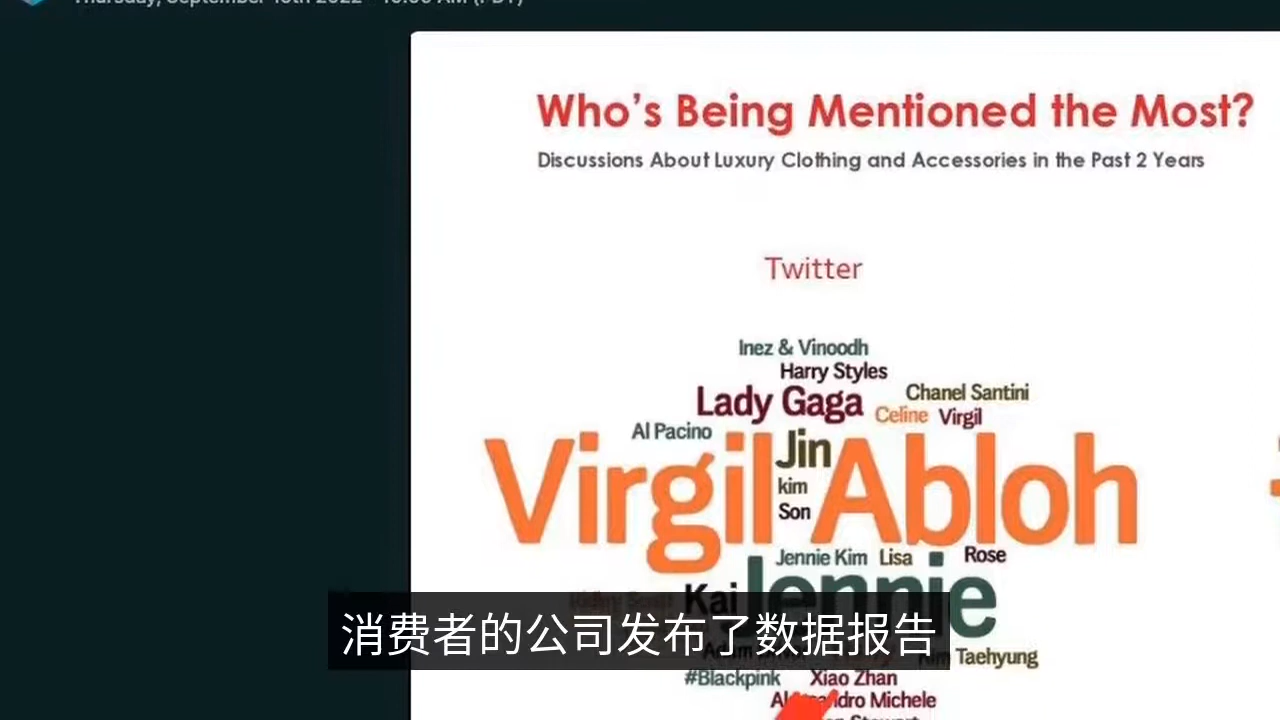 Who's Being Mentioned the Most?
Discussions About Luxury Clothing and Accessories in the Past 2 Years
Twitter
Inez & Vinoodh
Harry Styles
Lady Gaga
Chanel Santini
Celine Virgil
Al Pacino
Jin
Virgil Abloh
kim
Son
Jennie Kim Lisa Rose
Jennie
Kai
消费者的公司发布了数据报告
Kim Taehyung
#Blackpink Xiao Zhan